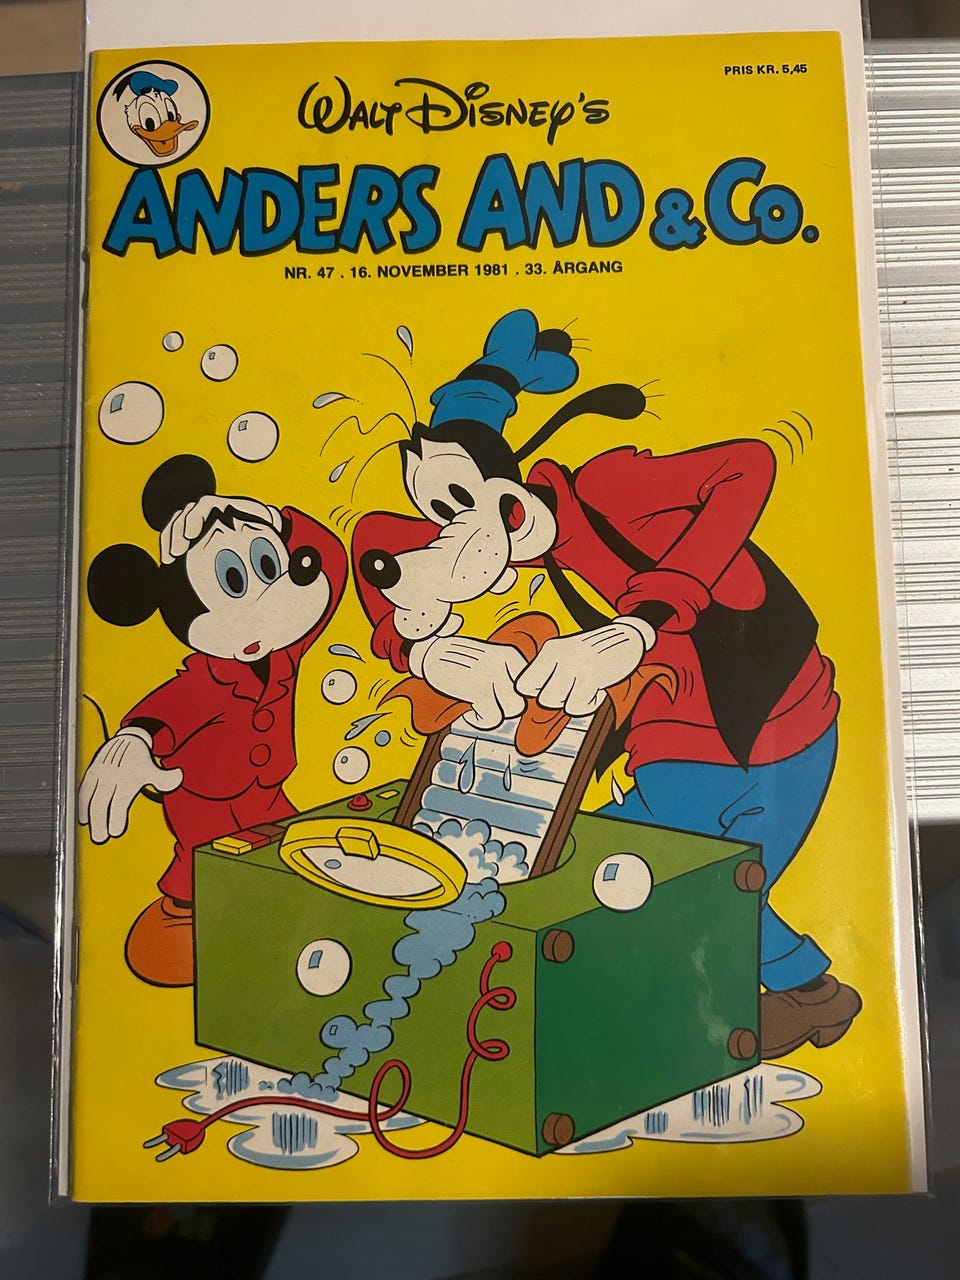 PRIS KR. 5,45
WALT DISNEY'S
ANDERS AND & Co.
NR. 47 . 16. NOVEMBER 1981 . 33. ÅRGANG